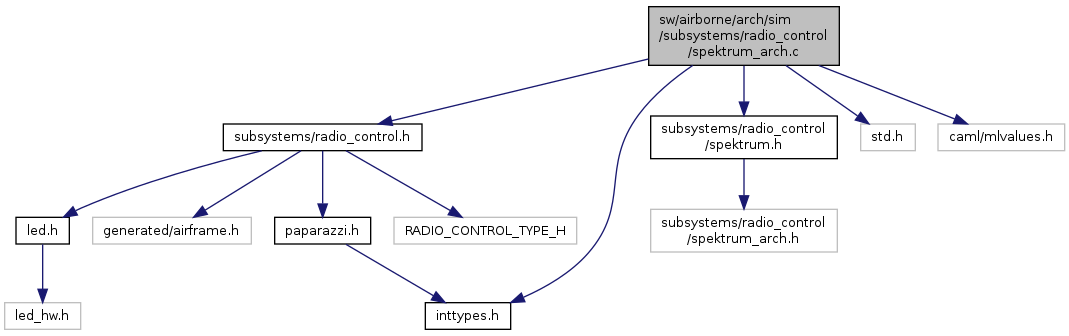 sw/airborne/arch/sim
/subsystems/radio_control
/spektrum_arch.c
subsystems/radio_control.h
subsystems/radio_control
/spektrum.h
std.h
caml/mlvalues.h
led.h
generated/airframe.h
paparazzi.h
RADIO_CONTROL_TYPE_H
subsystems/radio_control
/spektrum_arch.h
led_hw.h
inttypes.h